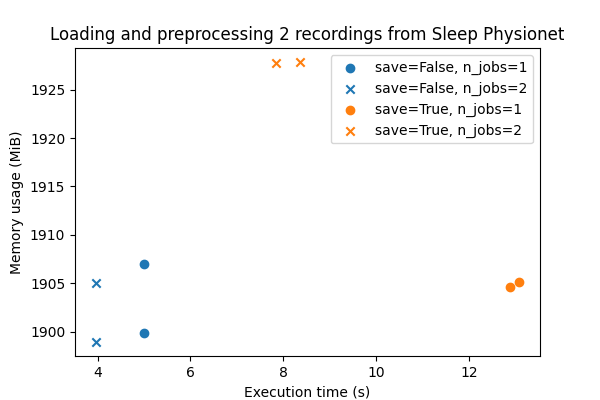 Loading and preprocessing 2 recordings from Sleep Physionet
save=False, n_jobs=1
save=False, n_jobs=2
save=True, n_jobs=1
save=True, n_jobs=2
Memory usage (MiB)
1925
1920
1915
1910
1905
1900
4 6 8 10 12
Execution time (s)